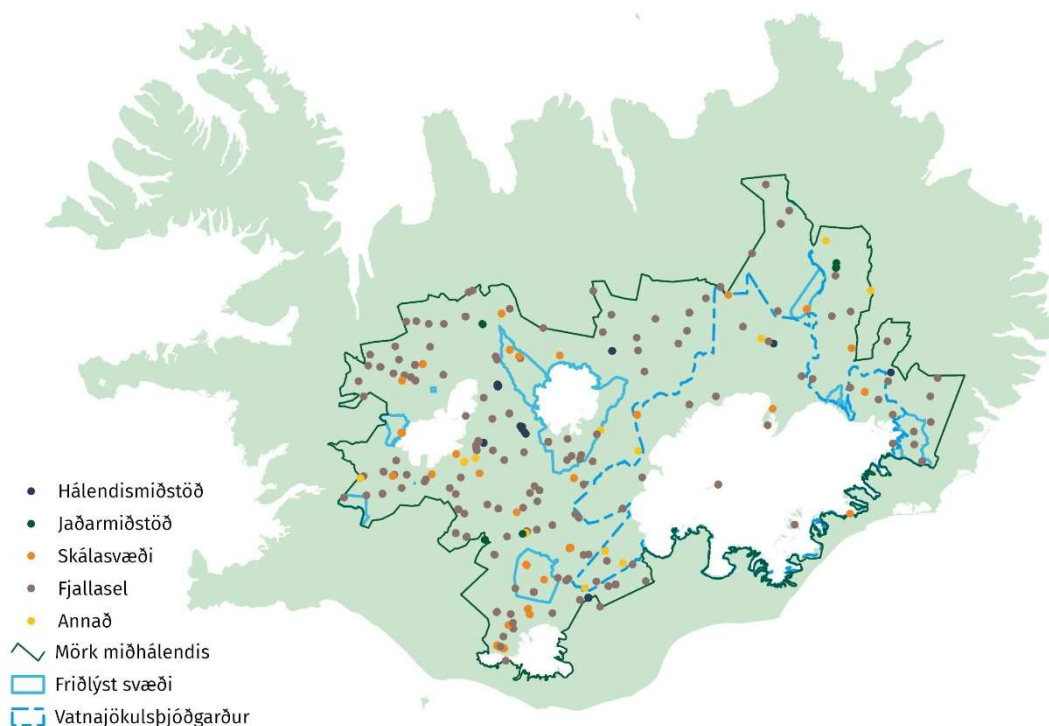 Hálendismiðstöð
Jaðarmiðstöð
Skálasvæði
Fjallasel
Annað
Mörk miðhálendis
Friðlýst svæði
Vatnajökulsþjóðgarður